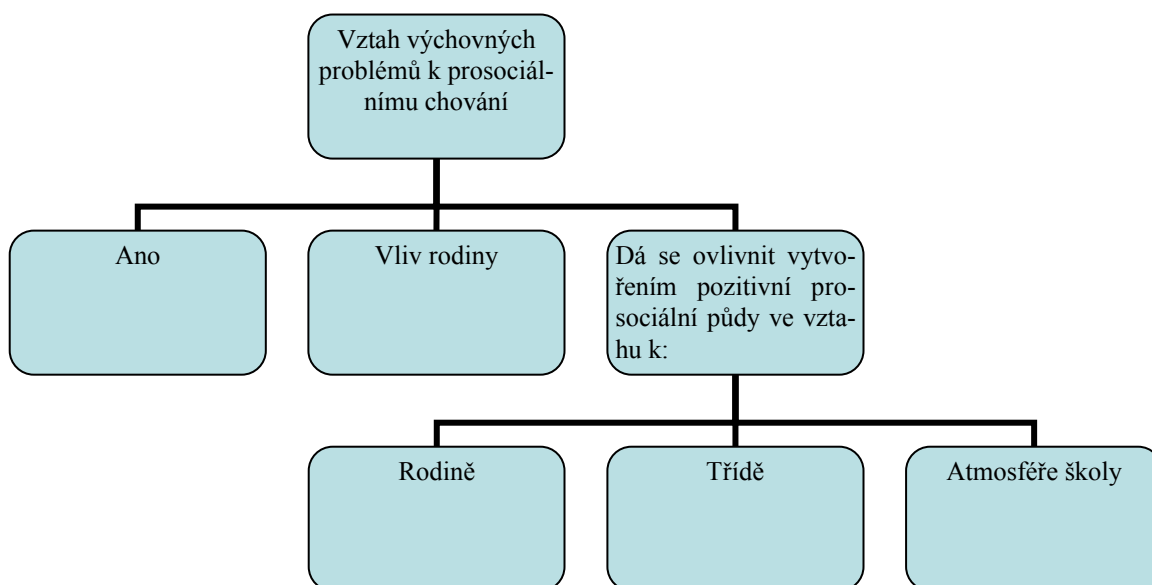 Vztah výchovných
problémů k prosociál-
nímu chování
Ano
Vliv rodiny
Dá se ovlivnit vytvo-
řením pozitivní pro-
sociální půdy ve vzta-
hu k:
Rodině
Třídě
Atmosféře školy